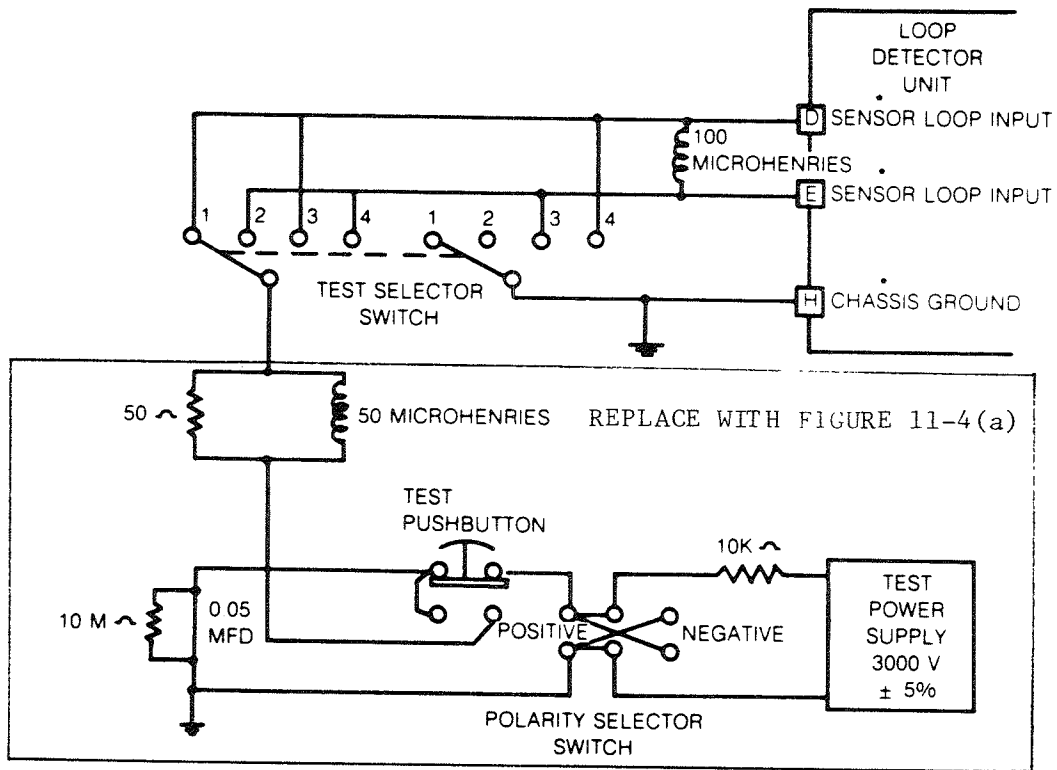 LOOP
DETECTOR
UNIT
D SENSOR LOOP INPUT
100
MICROHENRIES
E SENSOR LOOP INPUT
1 2 3 4 1 2 3 4
TEST SELECTOR
SWITCH
H CHASSIS GROUND
50 50 MICROHENRIES REPLACE WITH FIGURE 11-4(a)
TEST
PUSHBUTTON
10K
10 M
0 05
MFD
POSITIVE
NEGATIVE
TEST
POWER
SUPPLY
3000 V
± 5%
POLARITY SELECTOR
SWITCH